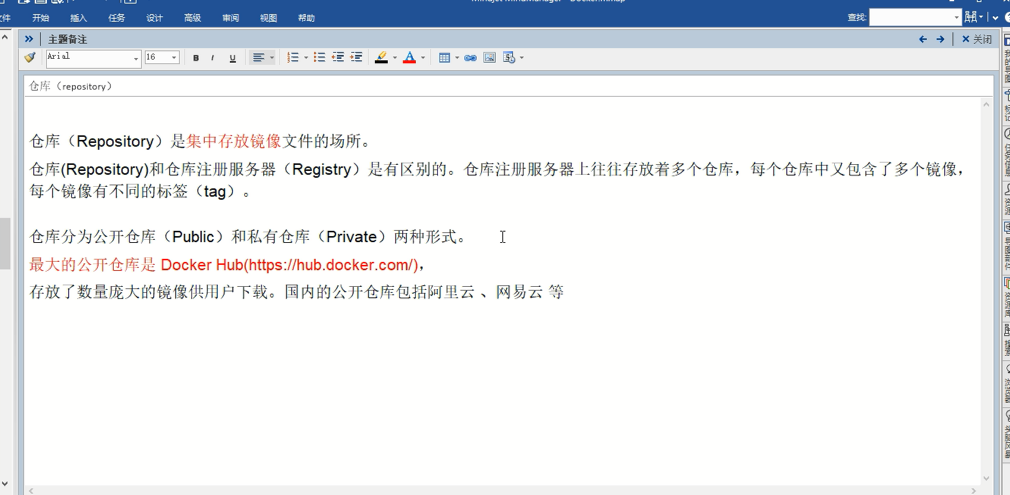 开始 插入 任务 设计 高级 审阅 视图 帮助 查找:
主题备注 关闭
Arial 16 B I U
仓库（repository）
仓库（Repository）是集中存放镜像文件的场所。
仓库(Repository)和仓库注册服务器（Registry）是有区别的。仓库注册服务器上往往存放着多个仓库，每个仓库中又包含了多个镜像，
每个镜像有不同的标签（tag）。
仓库分为公开仓库（Public）和私有仓库（Private）两种形式。
最大的公开仓库是 Docker Hub(https://hub.docker.com/)，
存放了数量庞大的镜像供用户下载。国内的公开仓库包括阿里云 、网易云 等